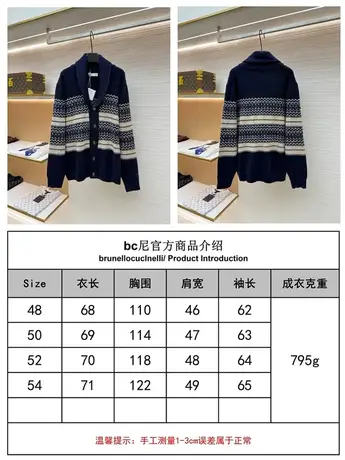 bc尼官方商品介绍
brunellocucInelli/ Product Introduction
Size 衣长 胸围 肩宽 袖长 成衣克重
48 68 110 46 62
50 69 114 47 63
52 70 118 48 64 795g
54 71 122 49 65
温馨提示：手工测量1-3cm误差属于正常